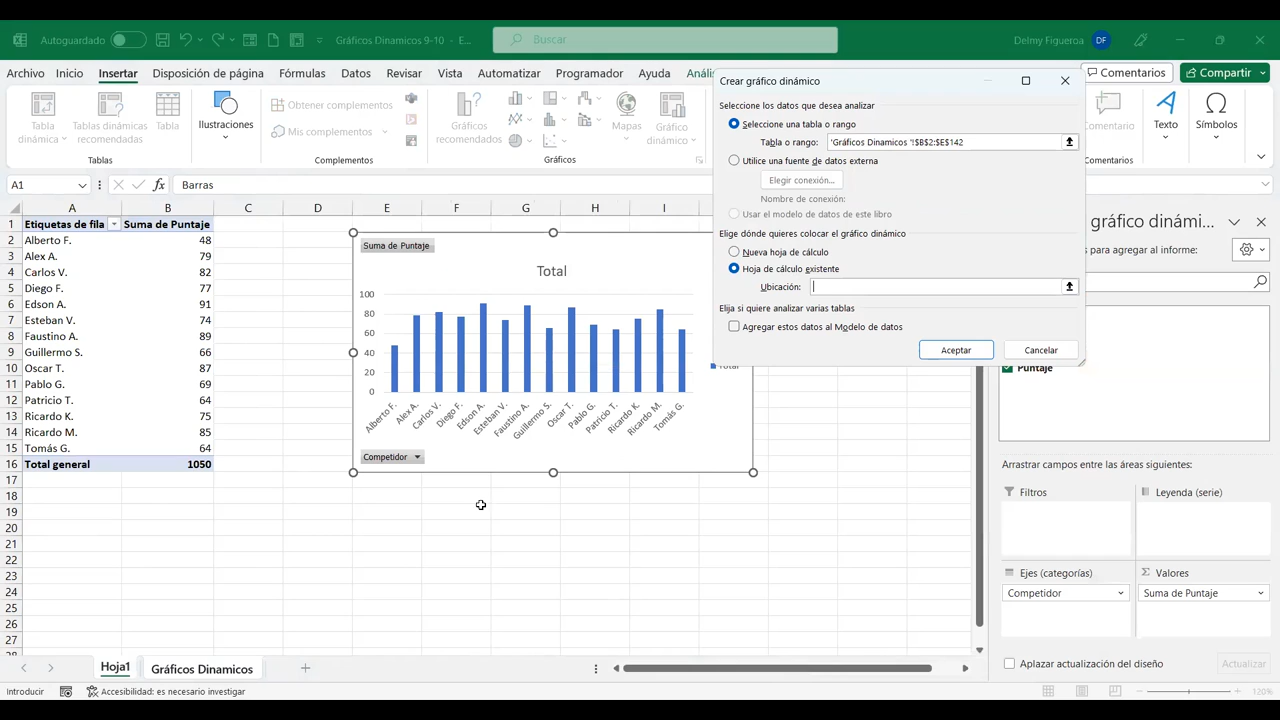 Autoguardado
Gráficos Dinamicos 9-10 - E...
Buscar
Delmy Figueroa
DF
Archivo Inicio Insertar Disposición de página Fórmulas Datos Revisar Vista Automatizar Programador Ayuda
Comentarios
Compartir
Tabla dinámica
Tablas dinámicas recomendadas
Tabla
Tablas
Ilustraciones
Obtener complementos
Mis complementos
Complementos
Gráficos recomendados
Mapas
Gráfico dinámico
Gráficos
Comentario
Comentarios
Texto
Símbolos
A1
fx
Barras
Crear gráfico dinámico
Seleccione los datos que desea analizar
Seleccione una tabla o rango
Tabla o rango: 'Gráficos Dinamicos '!$B$2:$E$142
Utilice una fuente de datos externa
Elegir conexión...
Nombre de conexión:
Usar el modelo de datos de este libro
Elige dónde quieres colocar el gráfico dinámico
Nueva hoja de cálculo
Hoja de cálculo existente
Ubicación:
Elija si quiere analizar varias tablas
Agregar estos datos al Modelo de datos
Aceptar Cancelar
A B C D E F G H I
1 Etiquetas de fila Suma de Puntaje
2 Alberto F. 48
3 Alex A. 79
4 Carlos V. 82
5 Diego F. 77
6 Edson A. 91
7 Esteban V. 74
8 Faustino A. 89
9 Guillermo S. 66
10 Oscar T. 87
11 Pablo G. 69
12 Patricio T. 64
13 Ricardo K. 75
14 Ricardo M. 85
15 Tomás G. 64
16 Total general 1050
17
18
19
20
21
22
23
24
25
26
27
Suma de Puntaje
Total
100
80
60
40
20
0
Alberto F. Alex A. Carlos V. Diego F. Edson A. Esteban V. Faustino A. Guillermo S. Oscar T. Pablo G. Patricio T. Ricardo K. Ricardo M. Tomás G.
Competidor
gráfico dinámi...
para agregar al informe:
Puntaje
Arrastrar campos entre las áreas siguientes:
Filtros
Leyenda (serie)
Ejes (categorías)
Competidor
Valores
Suma de Puntaje
Aplazar actualización del diseño
Actualizar
Hoja1
Gráficos Dinamicos
Introducir
Accesibilidad: es necesario investigar
120%